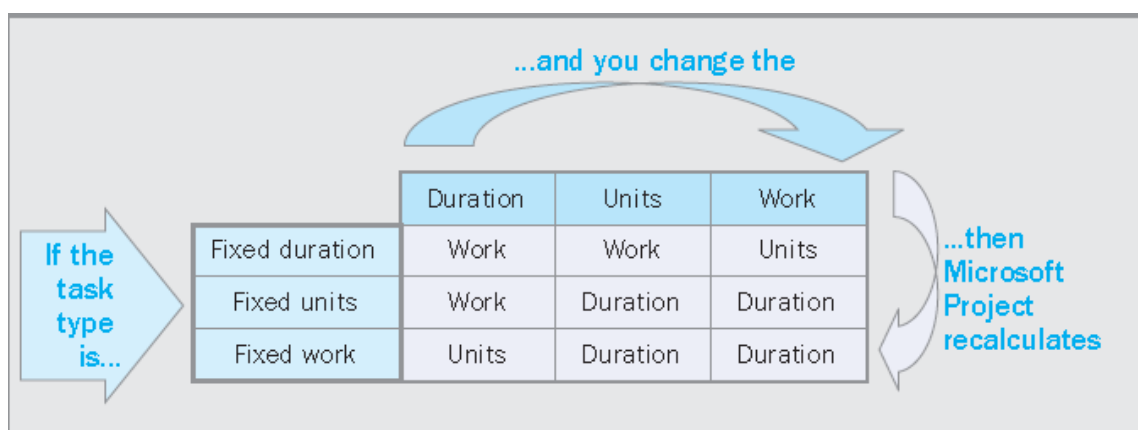 ...and you change the
Duration Units Work
If the
task
type
is...
Fixed duration Work Work Units
Fixed units Work Duration Duration
Fixed work Units Duration Duration
...then
Microsoft
Project
recalculates